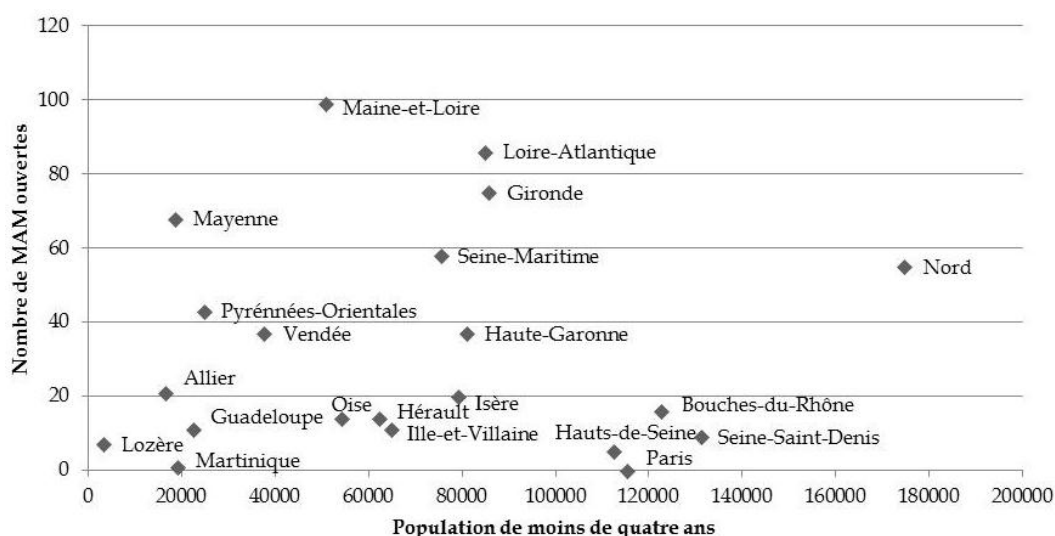 Nombre de MAM ouvertes
120
100
80
60
40
20
0
Maine-et-Loire
Loire-Atlantique
Gironde
Mayenne
Seine-Maritime
Nord
Pyrénnées-Orientales
Vendée
Haute-Garonne
Allier
Oise
Isère
Guadeloupe
Hérault
Bouches-du-Rhône
Ille-et-Villaine
Hauts-de-Seine
Seine-Saint-Denis
Lozère
Martinique
Paris
0 20000 40000 60000 80000 100000 120000 140000 160000 180000 200000
Population de moins de quatre ans